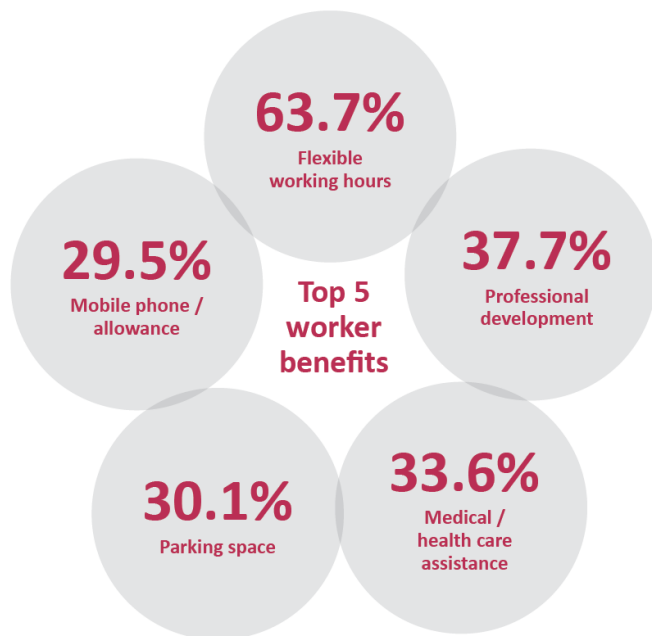 63.7%
Flexible
working hours
37.7%
Professional
development
33.6%
Medical /
health care
assistance
30.1%
Parking space
29.5%
Mobile phone /
allowance
Top 5
worker
benefits